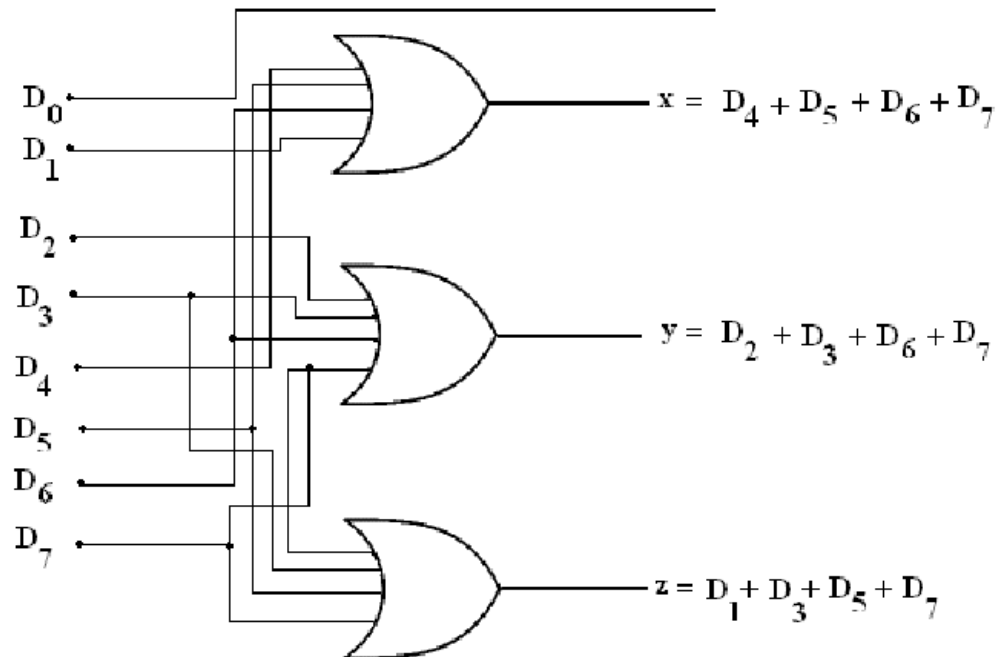 D0
D1
D2
D3
D4
D5
D6
D7
x = D4 + D5 + D6 + D7
y = D2 + D3 + D6 + D7
z = D1 + D3 + D5 + D7